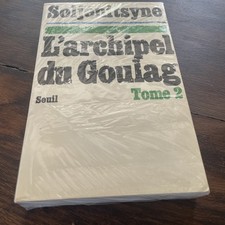 Soljénitsyne
L'archipel
du Goulag
Seuil
Tome 2